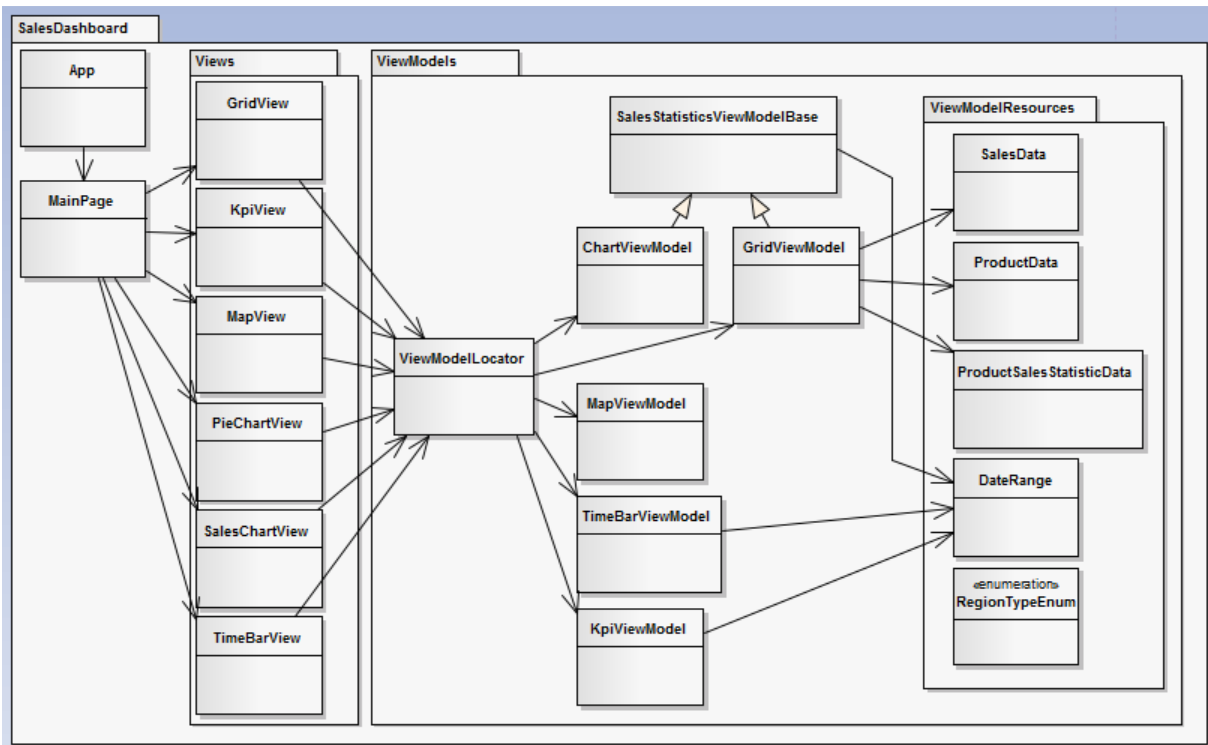 SalesDashboard
App
MainPage
Views
GridView
KpiView
MapView
PieChartView
SalesChartView
TimeBarView
ViewModels
ViewModelLocator
SalesStatisticsViewModelBase
ChartViewModel
GridViewModel
MapViewModel
TimeBarViewModel
KpiViewModel
ViewModelResources
SalesData
ProductData
ProductSalesStatisticData
DateRange
«enumeration»
RegionTypeEnum